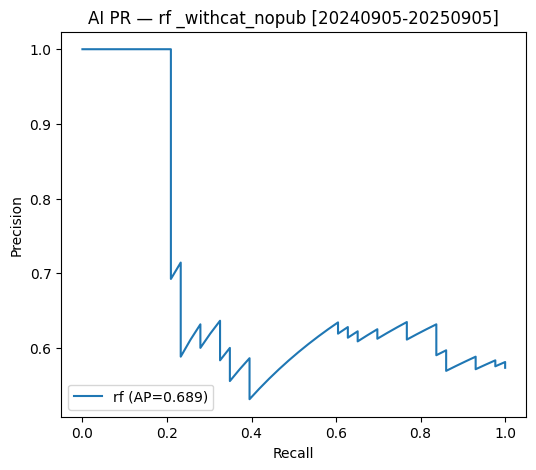 AI PR — rf _withcat_nopub [20240905-20250905]
1.0
0.9
0.8
0.7
0.6
Precision
rf (AP=0.689)
0.0 0.2 0.4 0.6 0.8 1.0
Recall